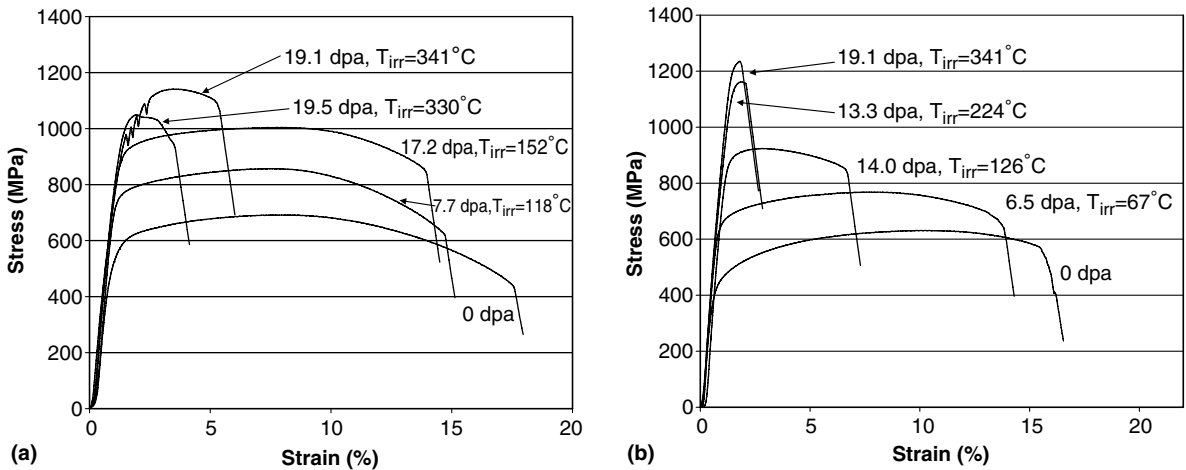 1400
1200
1000
800
600
400
200
0
Stress (MPa)
19.1 dpa, Tirr=341°C
19.5 dpa, Tirr=330°C
17.2 dpa,Tirr=152°C
7.7 dpa,Tirr=118°C
0 dpa
0 5 10 15 20
(a) Strain (%)
1400
1200
1000
800
600
400
200
0
Stress (MPa)
19.1 dpa, Tirr=341°C
13.3 dpa, Tirr=224°C
14.0 dpa, Tirr=126°C
6.5 dpa, Tirr=67°C
0 dpa
0 5 10 15 20
(b) Strain (%)